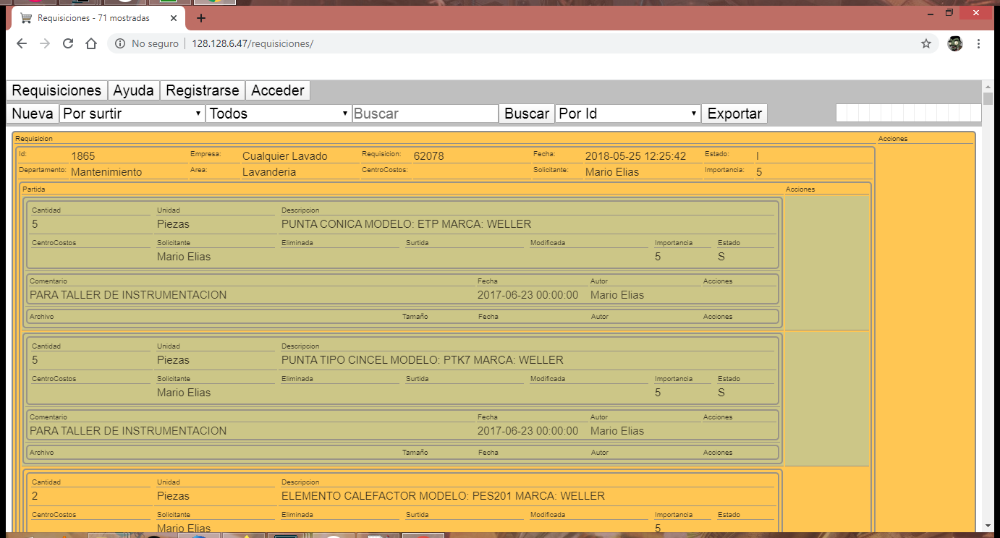 Requisiciones - 71 mostradas
No seguro 128.128.6.47/requisiciones/
Requisiciones Ayuda Registrarse Acceder
Nueva Por surtir Todos Buscar Buscar Por Id Exportar
Requisicion Acciones
Id: 1865 Empresa: Cualquier Lavado Requisicion: 62078 Fecha: 2018-05-25 12:25:42 Estado: I
Departamento: Mantenimiento Area: Lavanderia CentroCostos: Solicitante: Mario Elias Importancia: 5
Partida Acciones
Cantidad Unidad Descripcion
5 Piezas PUNTA CONICA MODELO: ETP MARCA: WELLER
CentroCostos Solicitante Eliminada Surtida Modificada Importancia Estado
Mario Elias 5 S
Comentario Fecha Autor Acciones
PARA TALLER DE INSTRUMENTACION 2017-06-23 00:00:00 Mario Elias
Archivo Tamaño Fecha Autor Acciones
Cantidad Unidad Descripcion
5 Piezas PUNTA TIPO CINCEL MODELO: PTK7 MARCA: WELLER
CentroCostos Solicitante Eliminada Surtida Modificada Importancia Estado
Mario Elias 5 S
Comentario Fecha Autor Acciones
PARA TALLER DE INSTRUMENTACION 2017-06-23 00:00:00 Mario Elias
Archivo Tamaño Fecha Autor Acciones
Cantidad Unidad Descripcion
2 Piezas ELEMENTO CALEFACTOR MODELO: PES201 MARCA: WELLER
CentroCostos Solicitante Eliminada Surtida Modificada Importancia Estado
Mario Elias 5